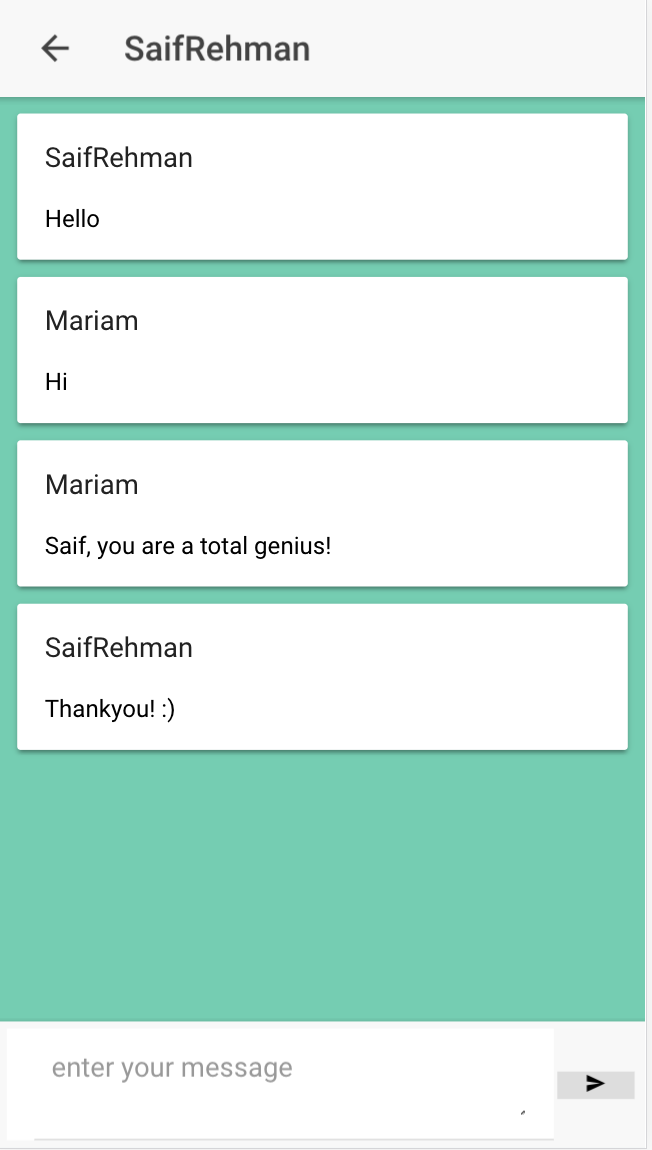 SaifRehman
SaifRehman
Hello
Mariam
Hi
Mariam
Saif, you are a total genius!
SaifRehman
Thankyou! :)
enter your message